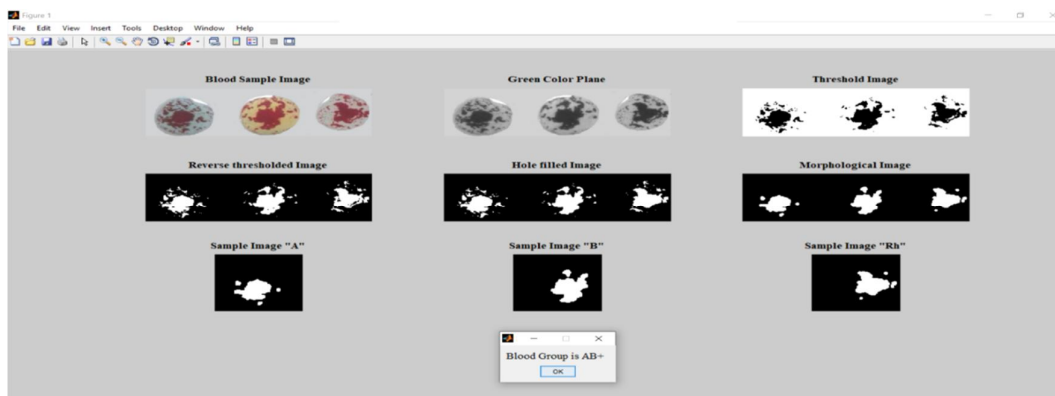 Figure 1
File Edit View Insert Tools Desktop Window Help
Blood Sample Image
Green Color Plane
Threshold Image
Reverse thresholded Image
Hole filled Image
Morphological Image
Sample Image "A"
Sample Image "B"
Sample Image "Rh"
Blood Group is AB+
OK